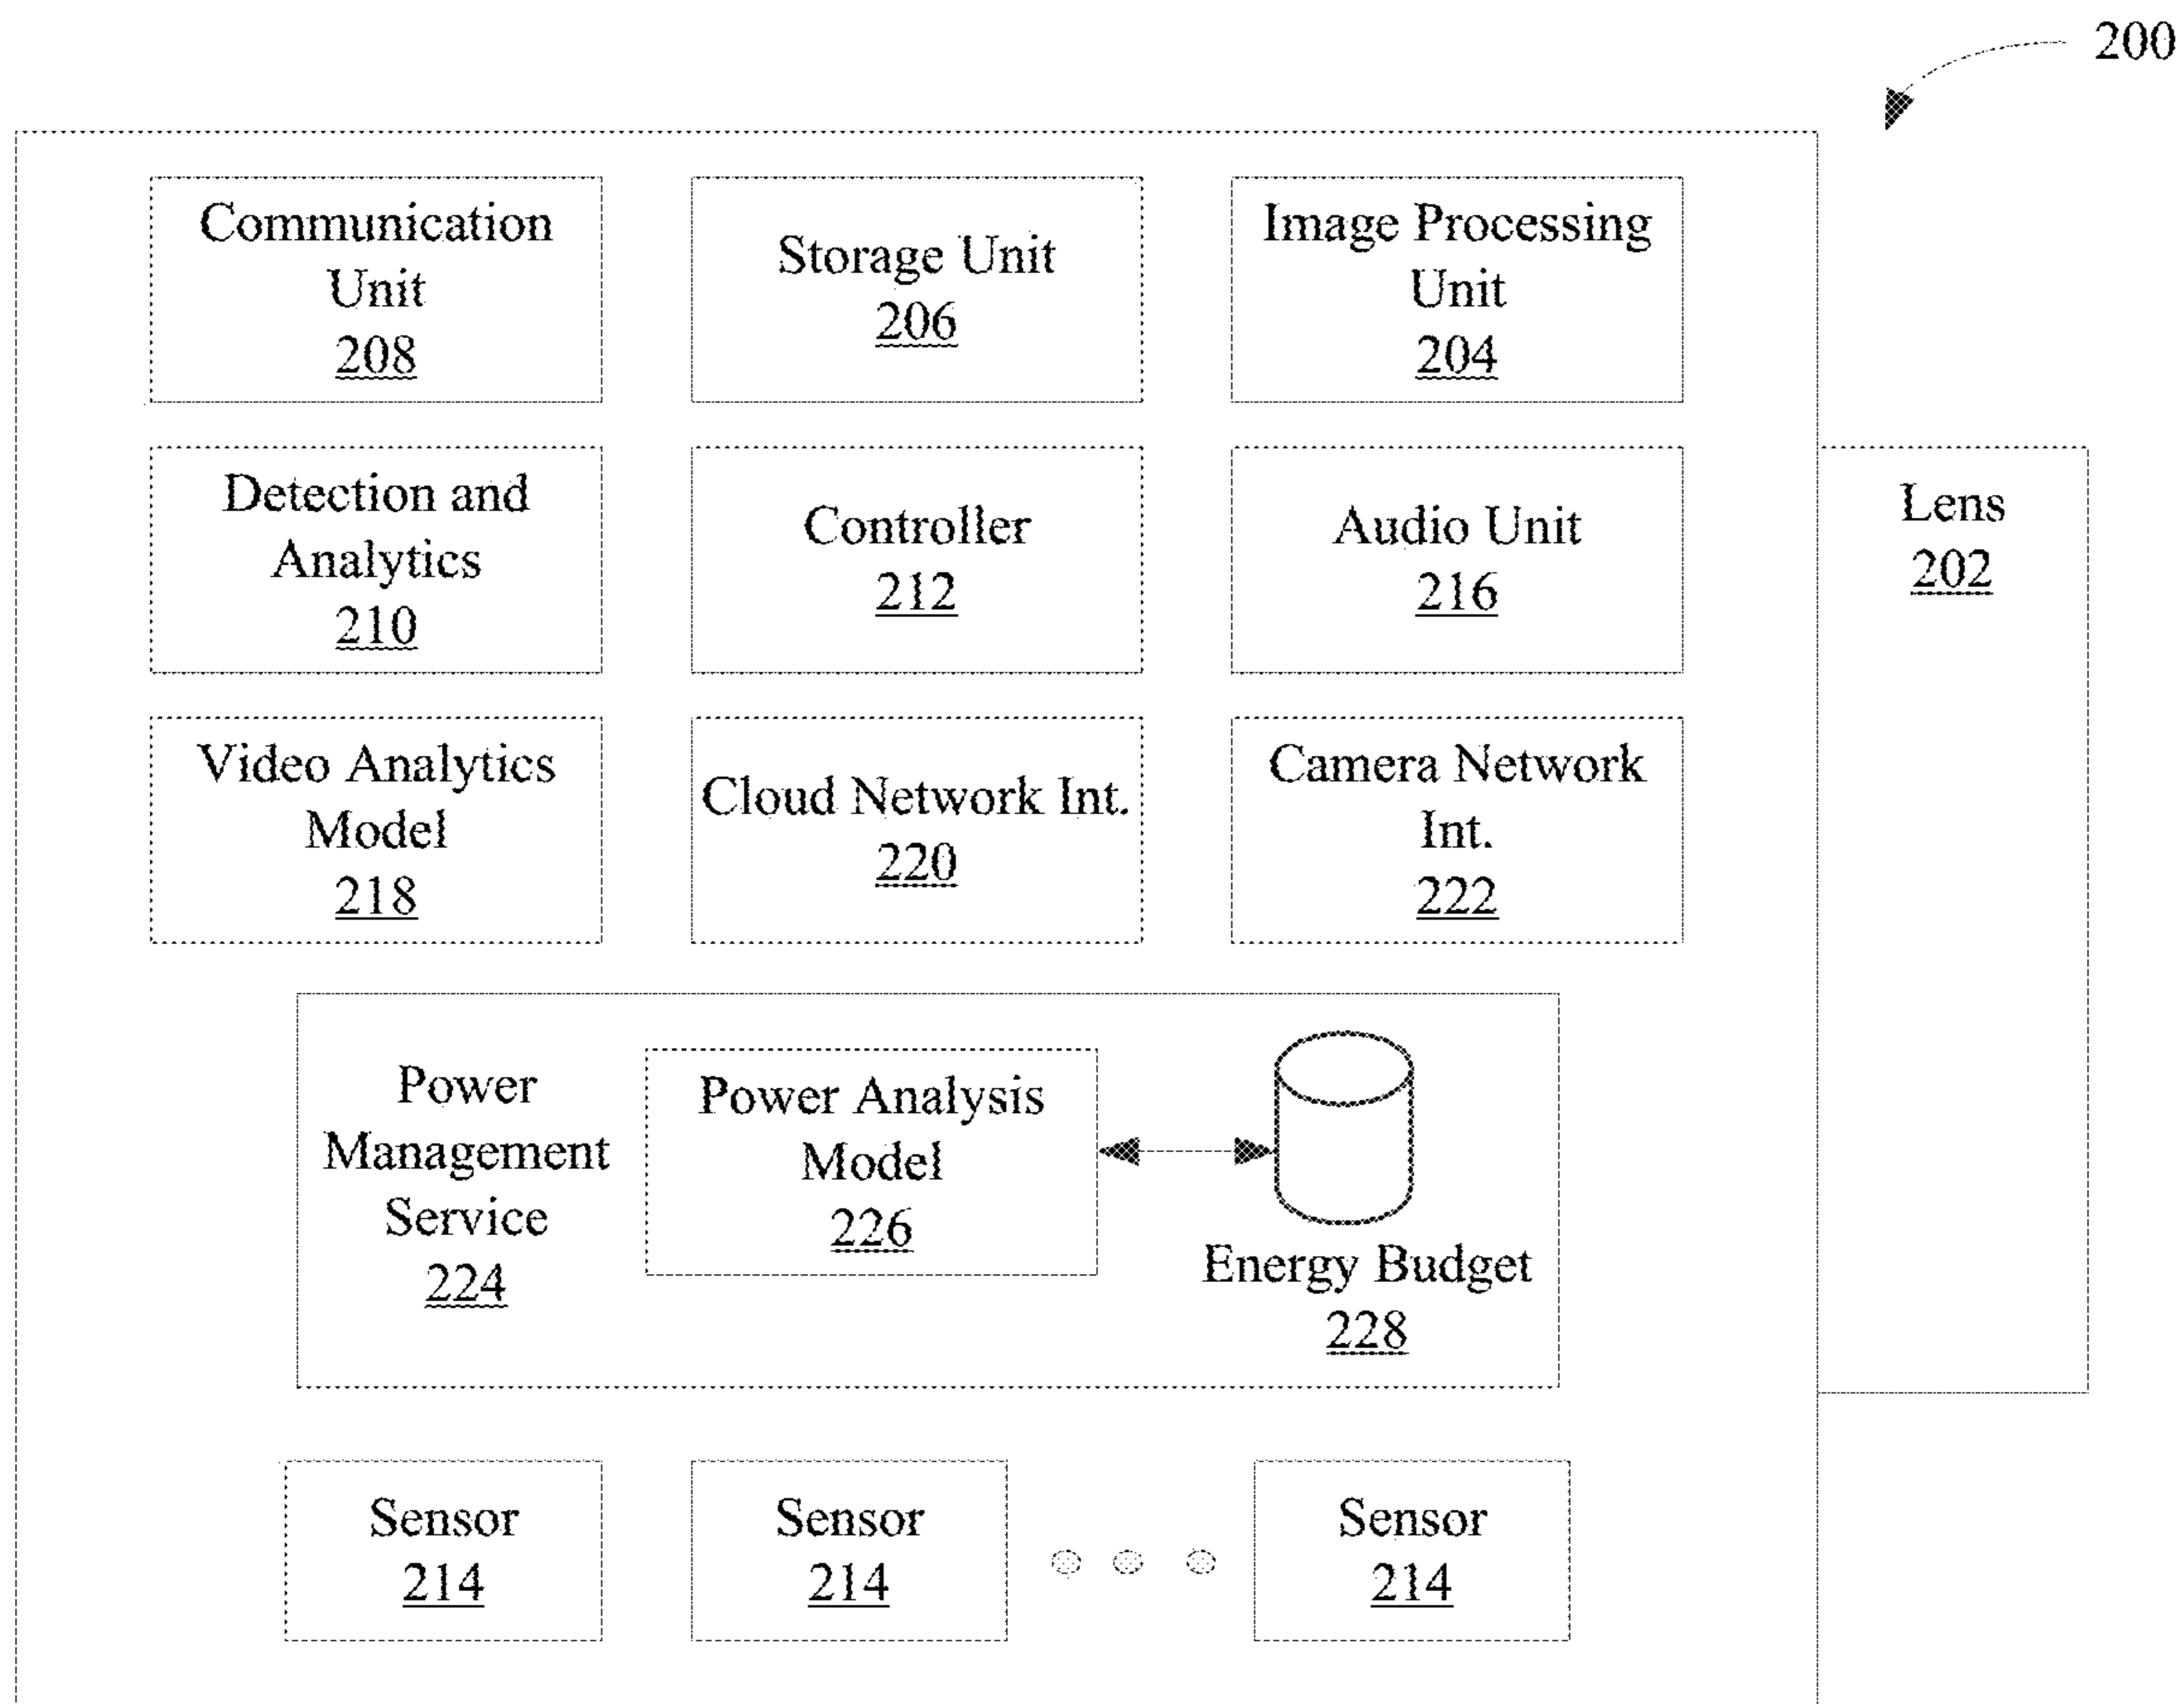 200
Communication
Unit
208
Storage Unit
206
Image Processing
Unit
204
Detection and
Analytics
210
Controller
212
Audio Unit
216
Lens
202
Video Analytics
Model
218
Cloud Network Int.
220
Camera Network
Int.
222
Power
Management
Service
224
Power Analysis
Model
226
Energy Budget
228
Sensor
214
Sensor
214
Sensor
214